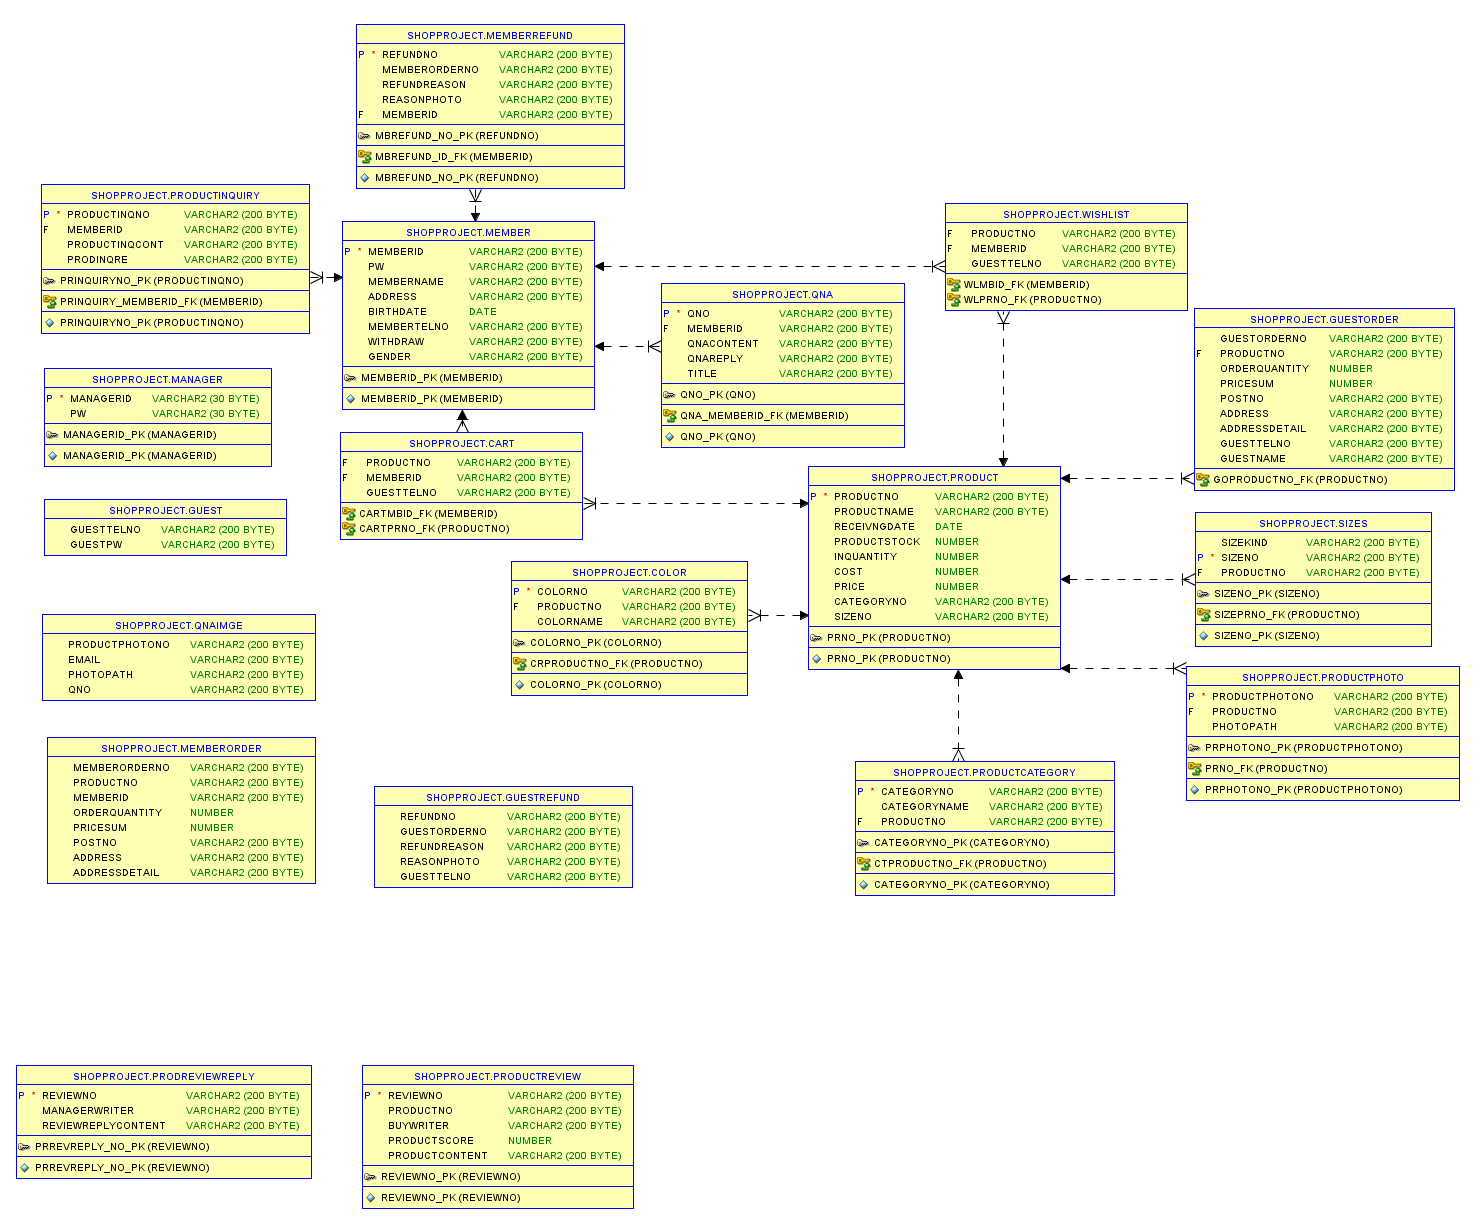 SHOPPROJECT.MEMBERREFUND
P * REFUNDNO VARCHAR2 (200 BYTE)
MEMBERORDERNO VARCHAR2 (200 BYTE)
REFUNDREASON VARCHAR2 (200 BYTE)
REASONPHOTO VARCHAR2 (200 BYTE)
F MEMBERID VARCHAR2 (200 BYTE)
MBREFUND_NO_PK (REFUNDNO)
MBREFUND_ID_FK (MEMBERID)
MBREFUND_NO_PK (REFUNDNO)
SHOPPROJECT.PRODUCTINQUIRY
P * PRODUCTINQNO VARCHAR2 (200 BYTE)
F MEMBERID VARCHAR2 (200 BYTE)
PRODUCTINQCONT VARCHAR2 (200 BYTE)
PRODINQRE VARCHAR2 (200 BYTE)
PRINQUIRYNO_PK (PRODUCTINQNO)
PRINQUIRY_MEMBERID_FK (MEMBERID)
PRINQUIRYNO_PK (PRODUCTINQNO)
SHOPPROJECT.MEMBER
P * MEMBERID VARCHAR2 (200 BYTE)
PW VARCHAR2 (200 BYTE)
MEMBERNAME VARCHAR2 (200 BYTE)
ADDRESS VARCHAR2 (200 BYTE)
BIRTHDATE DATE
MEMBERTELNO VARCHAR2 (200 BYTE)
WITHDRAW VARCHAR2 (200 BYTE)
GENDER VARCHAR2 (200 BYTE)
MEMBERID_PK (MEMBERID)
MEMBERID_PK (MEMBERID)
SHOPPROJECT.WISHLIST
F PRODUCTNO VARCHAR2 (200 BYTE)
F MEMBERID VARCHAR2 (200 BYTE)
GUESTTELNO VARCHAR2 (200 BYTE)
WLMBID_FK (MEMBERID)
WLPRNO_FK (PRODUCTNO)
SHOPPROJECT.QNA
P * QNO VARCHAR2 (200 BYTE)
F MEMBERID VARCHAR2 (200 BYTE)
QNACONTENT VARCHAR2 (200 BYTE)
QNAREPLY VARCHAR2 (200 BYTE)
TITLE VARCHAR2 (200 BYTE)
QNO_PK (QNO)
QNA_MEMBERID_FK (MEMBERID)
QNO_PK (QNO)
SHOPPROJECT.GUESTORDER
GUESTORDERNO VARCHAR2 (200 BYTE)
F PRODUCTNO VARCHAR2 (200 BYTE)
ORDERQUANTITY NUMBER
PRICESUM NUMBER
POSTNO VARCHAR2 (200 BYTE)
ADDRESS VARCHAR2 (200 BYTE)
ADDRESSDETAIL VARCHAR2 (200 BYTE)
GUESTTELNO VARCHAR2 (200 BYTE)
GUESTNAME VARCHAR2 (200 BYTE)
GOPRODUCTNO_FK (PRODUCTNO)
SHOPPROJECT.MANAGER
P * MANAGERID VARCHAR2 (30 BYTE)
PW VARCHAR2 (30 BYTE)
MANAGERID_PK (MANAGERID)
MANAGERID_PK (MANAGERID)
SHOPPROJECT.CART
F PRODUCTNO VARCHAR2 (200 BYTE)
F MEMBERID VARCHAR2 (200 BYTE)
GUESTTELNO VARCHAR2 (200 BYTE)
CARTMBID_FK (MEMBERID)
CARTPRNO_FK (PRODUCTNO)
SHOPPROJECT.PRODUCT
P * PRODUCTNO VARCHAR2 (200 BYTE)
PRODUCTNAME VARCHAR2 (200 BYTE)
RECEIVNGDATE DATE
PRODUCTSTOCK NUMBER
INQUANTITY NUMBER
COST NUMBER
PRICE NUMBER
CATEGORYNO VARCHAR2 (200 BYTE)
SIZENO VARCHAR2 (200 BYTE)
PRNO_PK (PRODUCTNO)
PRNO_PK (PRODUCTNO)
SHOPPROJECT.GUEST
GUESTTELNO VARCHAR2 (200 BYTE)
GUESTPW VARCHAR2 (200 BYTE)
SHOPPROJECT.SIZES
SIZEKIND VARCHAR2 (200 BYTE)
P * SIZENO VARCHAR2 (200 BYTE)
F PRODUCTNO VARCHAR2 (200 BYTE)
SIZENO_PK (SIZENO)
SIZEPRNO_FK (PRODUCTNO)
SIZENO_PK (SIZENO)
SHOPPROJECT.COLOR
P * COLORNO VARCHAR2 (200 BYTE)
F PRODUCTNO VARCHAR2 (200 BYTE)
COLORNAME VARCHAR2 (200 BYTE)
COLORNO_PK (COLORNO)
CRPRODUCTNO_FK (PRODUCTNO)
COLORNO_PK (COLORNO)
SHOPPROJECT.QNAIMGE
PRODUCTPHOTONO VARCHAR2 (200 BYTE)
EMAIL VARCHAR2 (200 BYTE)
PHOTOPATH VARCHAR2 (200 BYTE)
QNO VARCHAR2 (200 BYTE)
SHOPPROJECT.PRODUCTPHOTO
P * PRODUCTPHOTONO VARCHAR2 (200 BYTE)
F PRODUCTNO VARCHAR2 (200 BYTE)
PHOTOPATH VARCHAR2 (200 BYTE)
PRPHOTONO_PK (PRODUCTPHOTONO)
PRNO_FK (PRODUCTNO)
PRPHOTONO_PK (PRODUCTPHOTONO)
SHOPPROJECT.MEMBERORDER
MEMBERORDERNO VARCHAR2 (200 BYTE)
PRODUCTNO VARCHAR2 (200 BYTE)
MEMBERID VARCHAR2 (200 BYTE)
ORDERQUANTITY NUMBER
PRICESUM NUMBER
POSTNO VARCHAR2 (200 BYTE)
ADDRESS VARCHAR2 (200 BYTE)
ADDRESSDETAIL VARCHAR2 (200 BYTE)
SHOPPROJECT.GUESTREFUND
REFUNDNO VARCHAR2 (200 BYTE)
GUESTORDERNO VARCHAR2 (200 BYTE)
REFUNDREASON VARCHAR2 (200 BYTE)
REASONPHOTO VARCHAR2 (200 BYTE)
GUESTTELNO VARCHAR2 (200 BYTE)
SHOPPROJECT.PRODUCTCATEGORY
P * CATEGORYNO VARCHAR2 (200 BYTE)
CATEGORYNAME VARCHAR2 (200 BYTE)
F PRODUCTNO VARCHAR2 (200 BYTE)
CATEGORYNO_PK (CATEGORYNO)
CTPRODUCTNO_FK (PRODUCTNO)
CATEGORYNO_PK (CATEGORYNO)
SHOPPROJECT.PRODREVIEWREPLY
P * REVIEWNO VARCHAR2 (200 BYTE)
MANAGERWRITER VARCHAR2 (200 BYTE)
REVIEWREPLYCONTENT VARCHAR2 (200 BYTE)
PRREVREPLY_NO_PK (REVIEWNO)
PRREVREPLY_NO_PK (REVIEWNO)
SHOPPROJECT.PRODUCTREVIEW
P * REVIEWNO VARCHAR2 (200 BYTE)
PRODUCTNO VARCHAR2 (200 BYTE)
BUYWRITER VARCHAR2 (200 BYTE)
PRODUCTSCORE NUMBER
PRODUCTCONTENT VARCHAR2 (200 BYTE)
REVIEWNO_PK (REVIEWNO)
REVIEWNO_PK (REVIEWNO)